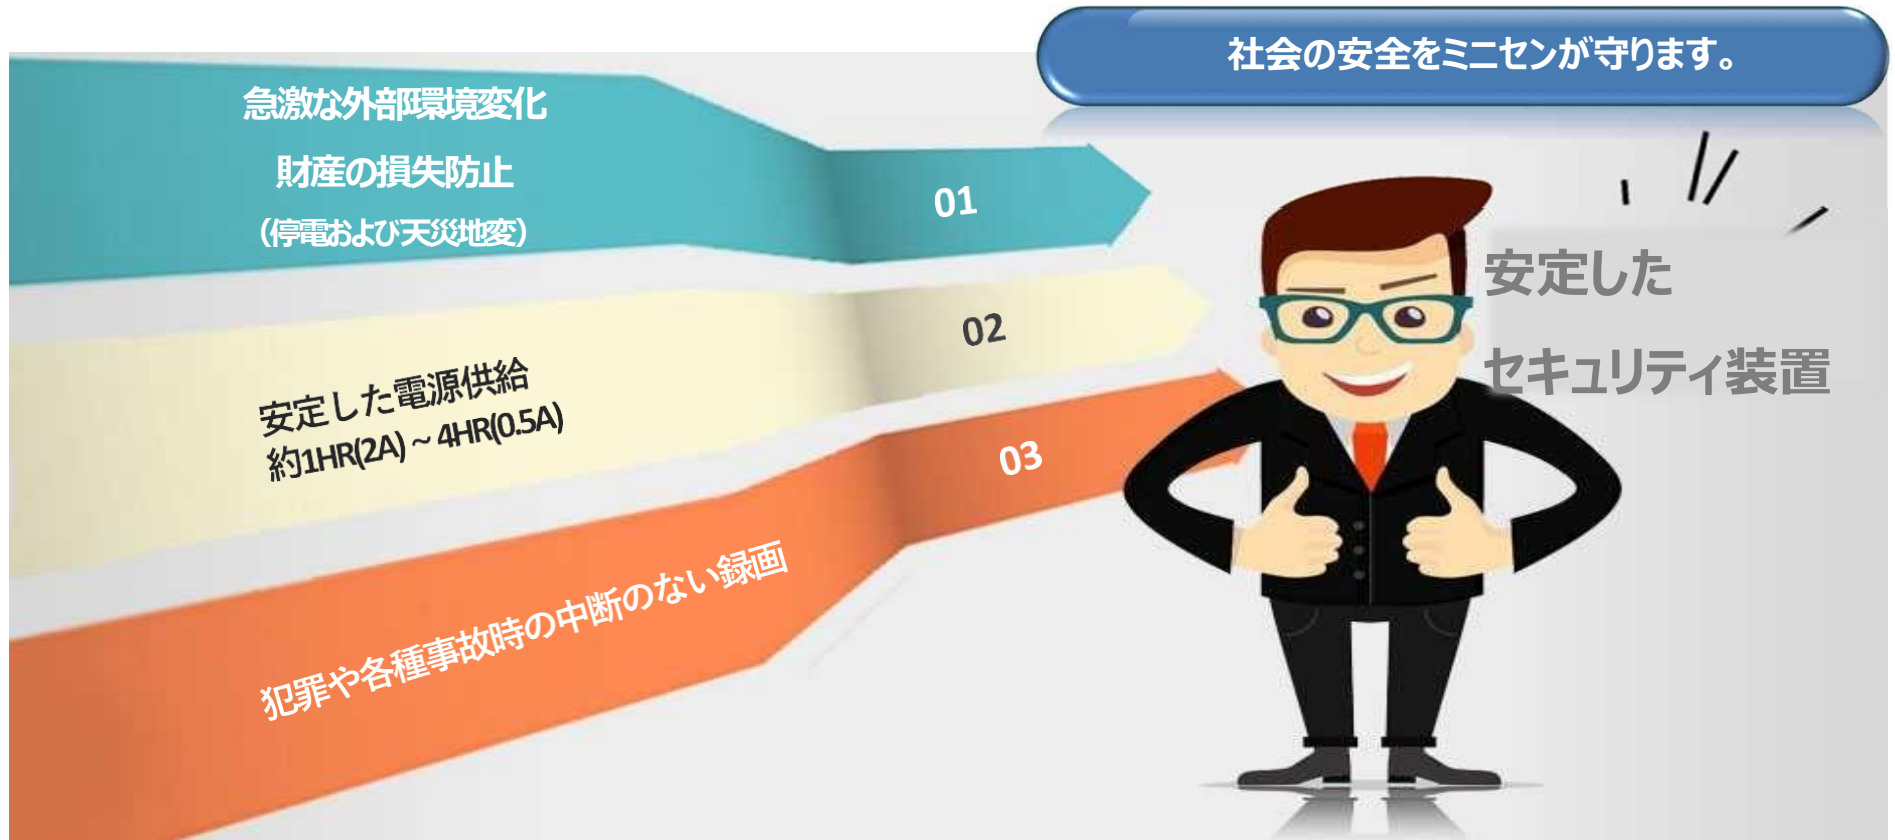 社会の安全をミニセンが守ります。
急激な外部環境変化
財産の損失防止
（停電および天災地変）
01
安定した電源供給
約1HR(2A) ~ 4HR(0.5A)
02
犯罪や各種事故時の中断のない録画
03
安定した
セキュリティ装置